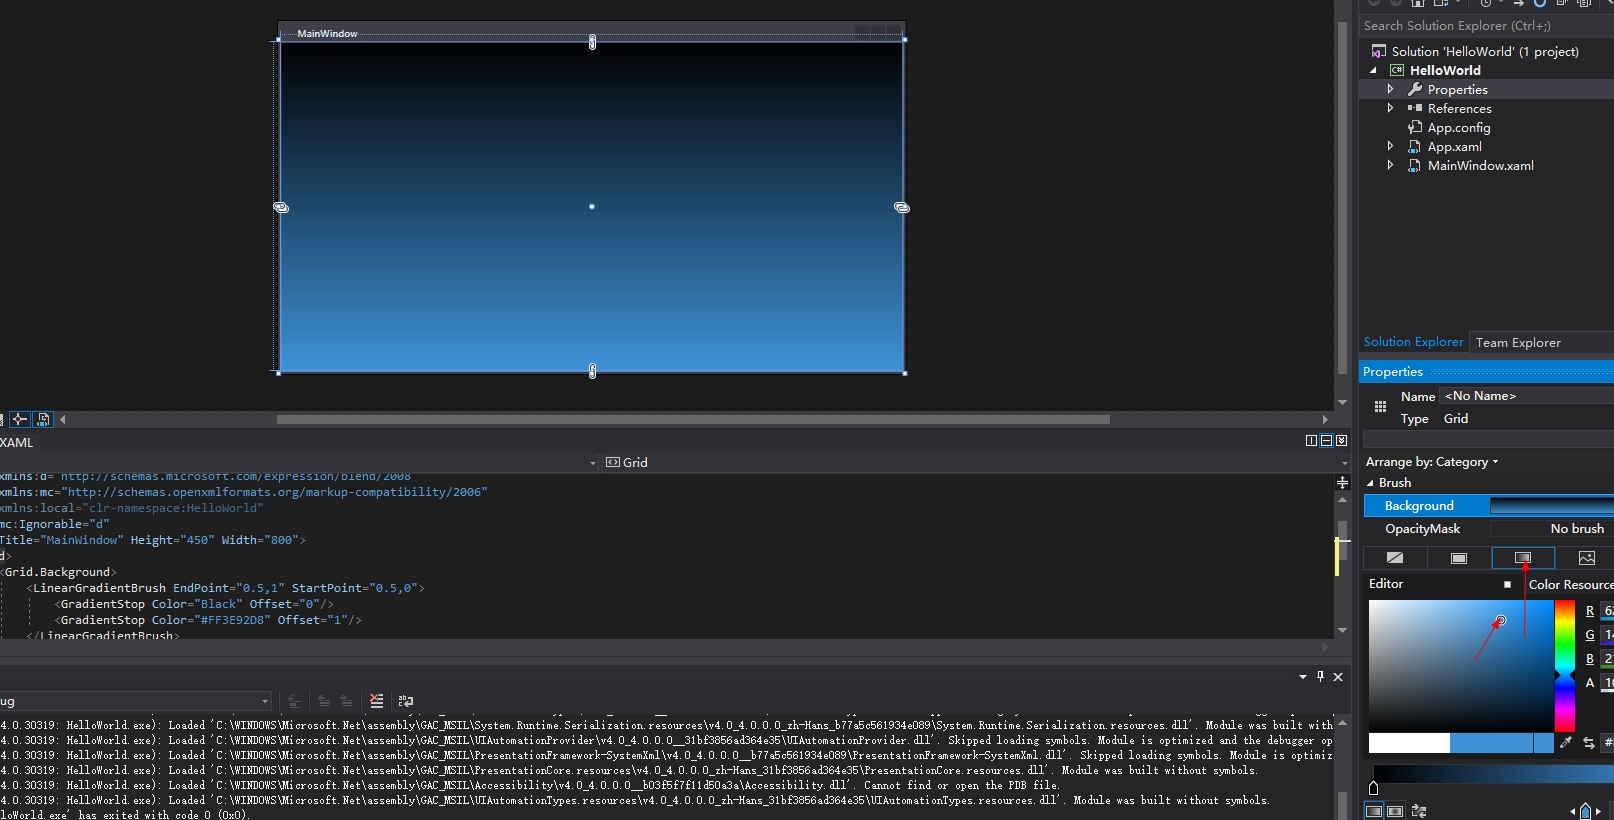 MainWindow
XAML
Grid
xmlns:d="http://schemas.microsoft.com/expression/blend/2008"
xmlns:mc="http://schemas.openxmlformats.org/markup-compatibility/2006"
xmlns:local="clr-namespace:HelloWorld"
mc:Ignorable="d"
Title="MainWindow" Height="450" Width="800">
d>
<Grid.Background>
<LinearGradientBrush EndPoint="0.5,1" StartPoint="0.5,0">
<GradientStop Color="Black" Offset="0"/>
<GradientStop Color="#FF3E92D8" Offset="1"/>
</LinearGradientBrush>
ug
4.0.30319: HelloWorld.exe): Loaded 'C:\WINDOWS\Microsoft.Net\assembly\GAC_MSIL\System.Runtime.Serialization.resources\v4.0_4.0.0.0_zh-Hans_b77a5c561934e089\System.Runtime.Serialization.resources.dll'. Module was built with
4.0.30319: HelloWorld.exe): Loaded 'C:\WINDOWS\Microsoft.Net\assembly\GAC_MSIL\UIAutomationProvider\v4.0_4.0.0.0__31bf3856ad364e35\UIAutomationProvider.dll'. Skipped loading symbols. Module is optimized and the debugger op
4.0.30319: HelloWorld.exe): Loaded 'C:\WINDOWS\Microsoft.Net\assembly\GAC_MSIL\PresentationFramework-SystemXml\v4.0_4.0.0.0__b77a5c561934e089\PresentationFramework-SystemXml.dll'. Skipped loading symbols. Module is optimiz
4.0.30319: HelloWorld.exe): Loaded 'C:\WINDOWS\Microsoft.Net\assembly\GAC_MSIL\PresentationCore.resources\v4.0_4.0.0.0_zh-Hans_31bf3856ad364e35\PresentationCore.resources.dll'. Module was built without symbols.
4.0.30319: HelloWorld.exe): Loaded 'C:\WINDOWS\Microsoft.Net\assembly\GAC_MSIL\Accessibility\v4.0_4.0.0.0__b03f5f7f11d50a3a\Accessibility.dll'. Cannot find or open the PDB file.
4.0.30319: HelloWorld.exe): Loaded 'C:\WINDOWS\Microsoft.Net\assembly\GAC_MSIL\UIAutomationTypes.resources\v4.0_4.0.0.0_zh-Hans_31bf3856ad364e35\UIAutomationTypes.resources.dll'. Module was built without symbols.
loWorld.exe' has exited with code 0 (0x0).
Search Solution Explorer (Ctrl+;)
Solution 'HelloWorld' (1 project)
C# HelloWorld
Properties
References
App.config
App.xaml
MainWindow.xaml
Solution Explorer Team Explorer
Properties
Name <No Name>
Type Grid
Arrange by: Category
Brush
Background
OpacityMask No brush
Editor Color Resource
R 62
G 14
B 21
A 10
#